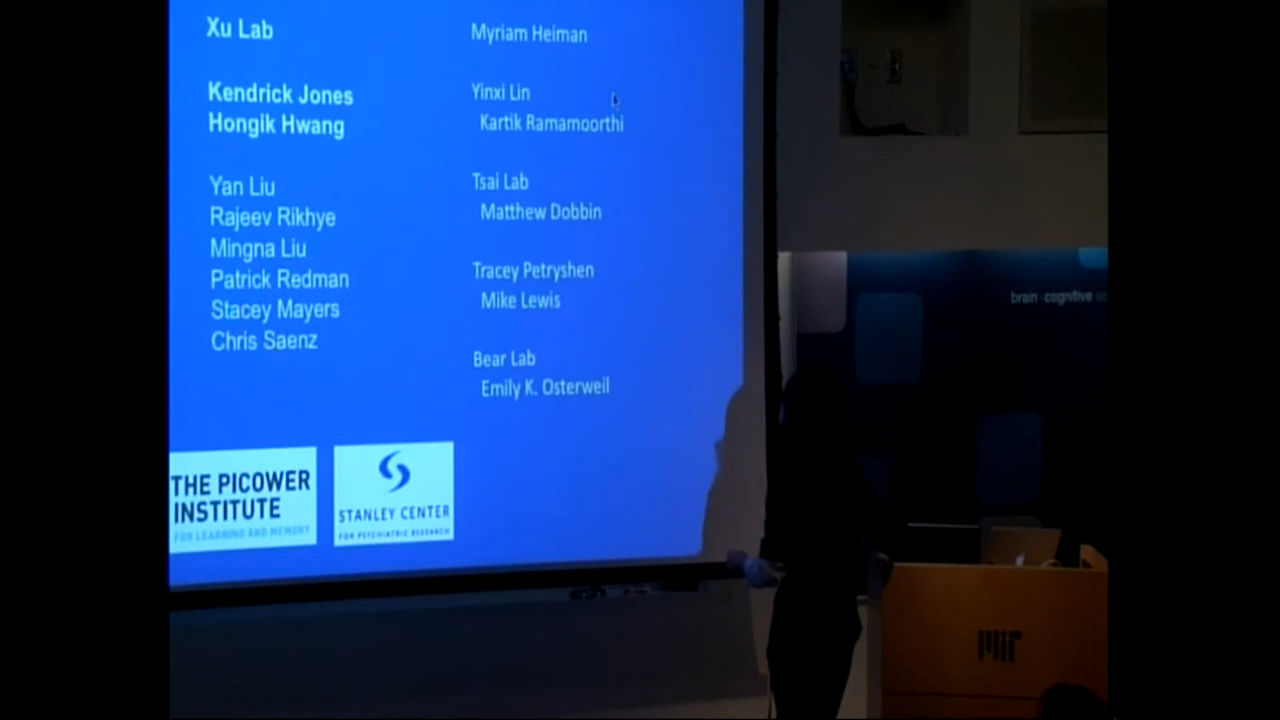 Xu Lab
Kendrick Jones
Hongik Hwang
Yan Liu
Rajeev Rikhye
Mingna Liu
Patrick Redman
Stacey Mayers
Chris Saenz
Myriam Heiman
Yinxi Lin
Kartik Ramamoorthi
Tsai Lab
Matthew Dobbin
Tracey Petryshen
Mike Lewis
Bear Lab
Emily K. Osterweil
THE PICOWER
INSTITUTE
FOR LEARNING AND MEMORY
STANLEY CENTER
FOR PSYCHIATRIC RESEARCH
brain+cognitive sc
MIT